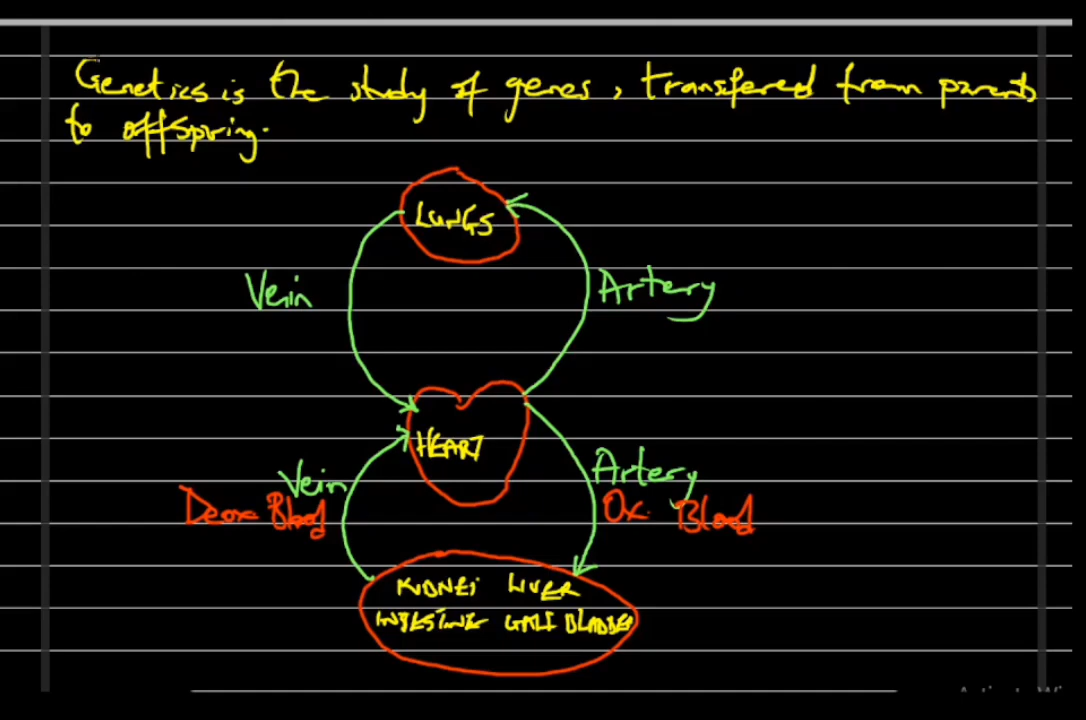 Genetics is the study of genes, transfered from parents
to offspring.
LUNGS
Vein
Artery
HEART
Vein
Artery
Deox Blood
Ox. Blood
KIDNEi LIVER
INTESTINE GALL BLADDER